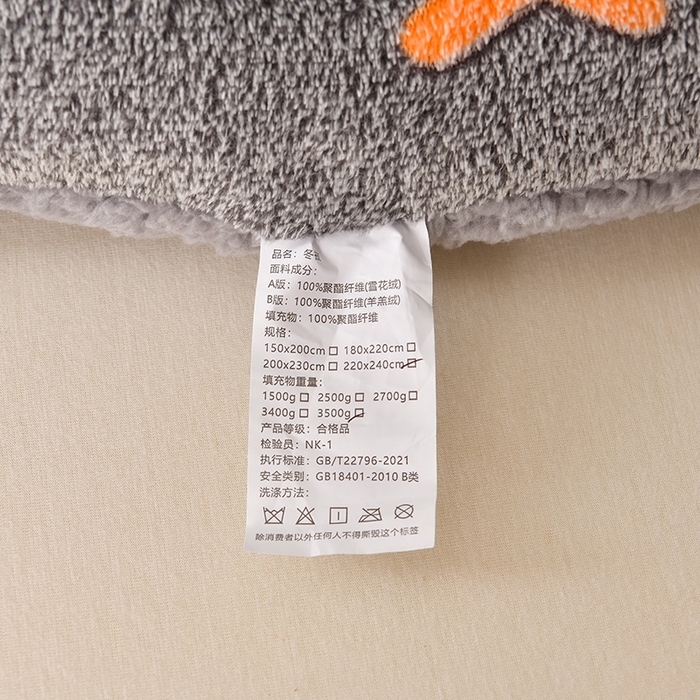 品名：冬
面料成分：
A版：100%聚酯纤维(雪花绒)
B版：100%聚酯纤维(羊羔绒)
填充物：100%聚酯纤维
规格：
150x200cm□ 180x220cm□
200x230cm□ 220x240cm□
填充物重量：
1500g□ 2500g□ 2700g□
3400g□ 3500g□
产品等级：合格品
检验员：NK-1
执行标准：GB/T22796-2021
安全类别：GB18401-2010 B类
洗涤方法：
除消费者以外任何人不得撕毁这个标签